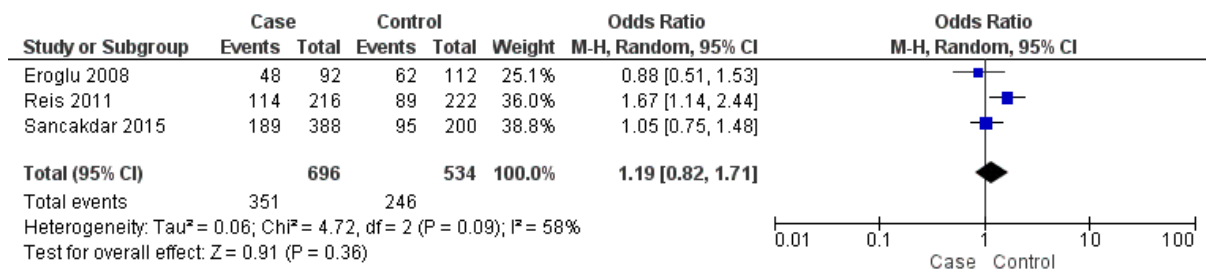 Case Control Odds Ratio Odds Ratio
Study or Subgroup Events Total Events Total Weight M-H, Random, 95% CI M-H, Random, 95% CI
Eroglu 2008 48 92 62 112 25.1% 0.88 [0.51, 1.53]
Reis 2011 114 216 89 222 36.0% 1.67 [1.14, 2.44]
Sancakdar 2015 189 388 95 200 38.8% 1.05 [0.75, 1.48]
Total (95% CI) 696 534 100.0% 1.19 [0.82, 1.71]
Total events 351 246
Heterogeneity: Tau² = 0.06; Chi² = 4.72, df = 2 (P = 0.09); I² = 58%
Test for overall effect: Z = 0.91 (P = 0.36)
0.01 0.1 1 10 100
Case Control